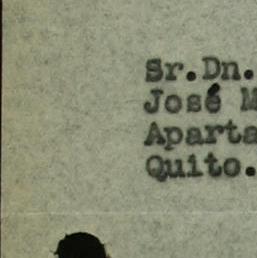 Sr.Dn.
José M
Aparta
Quito.